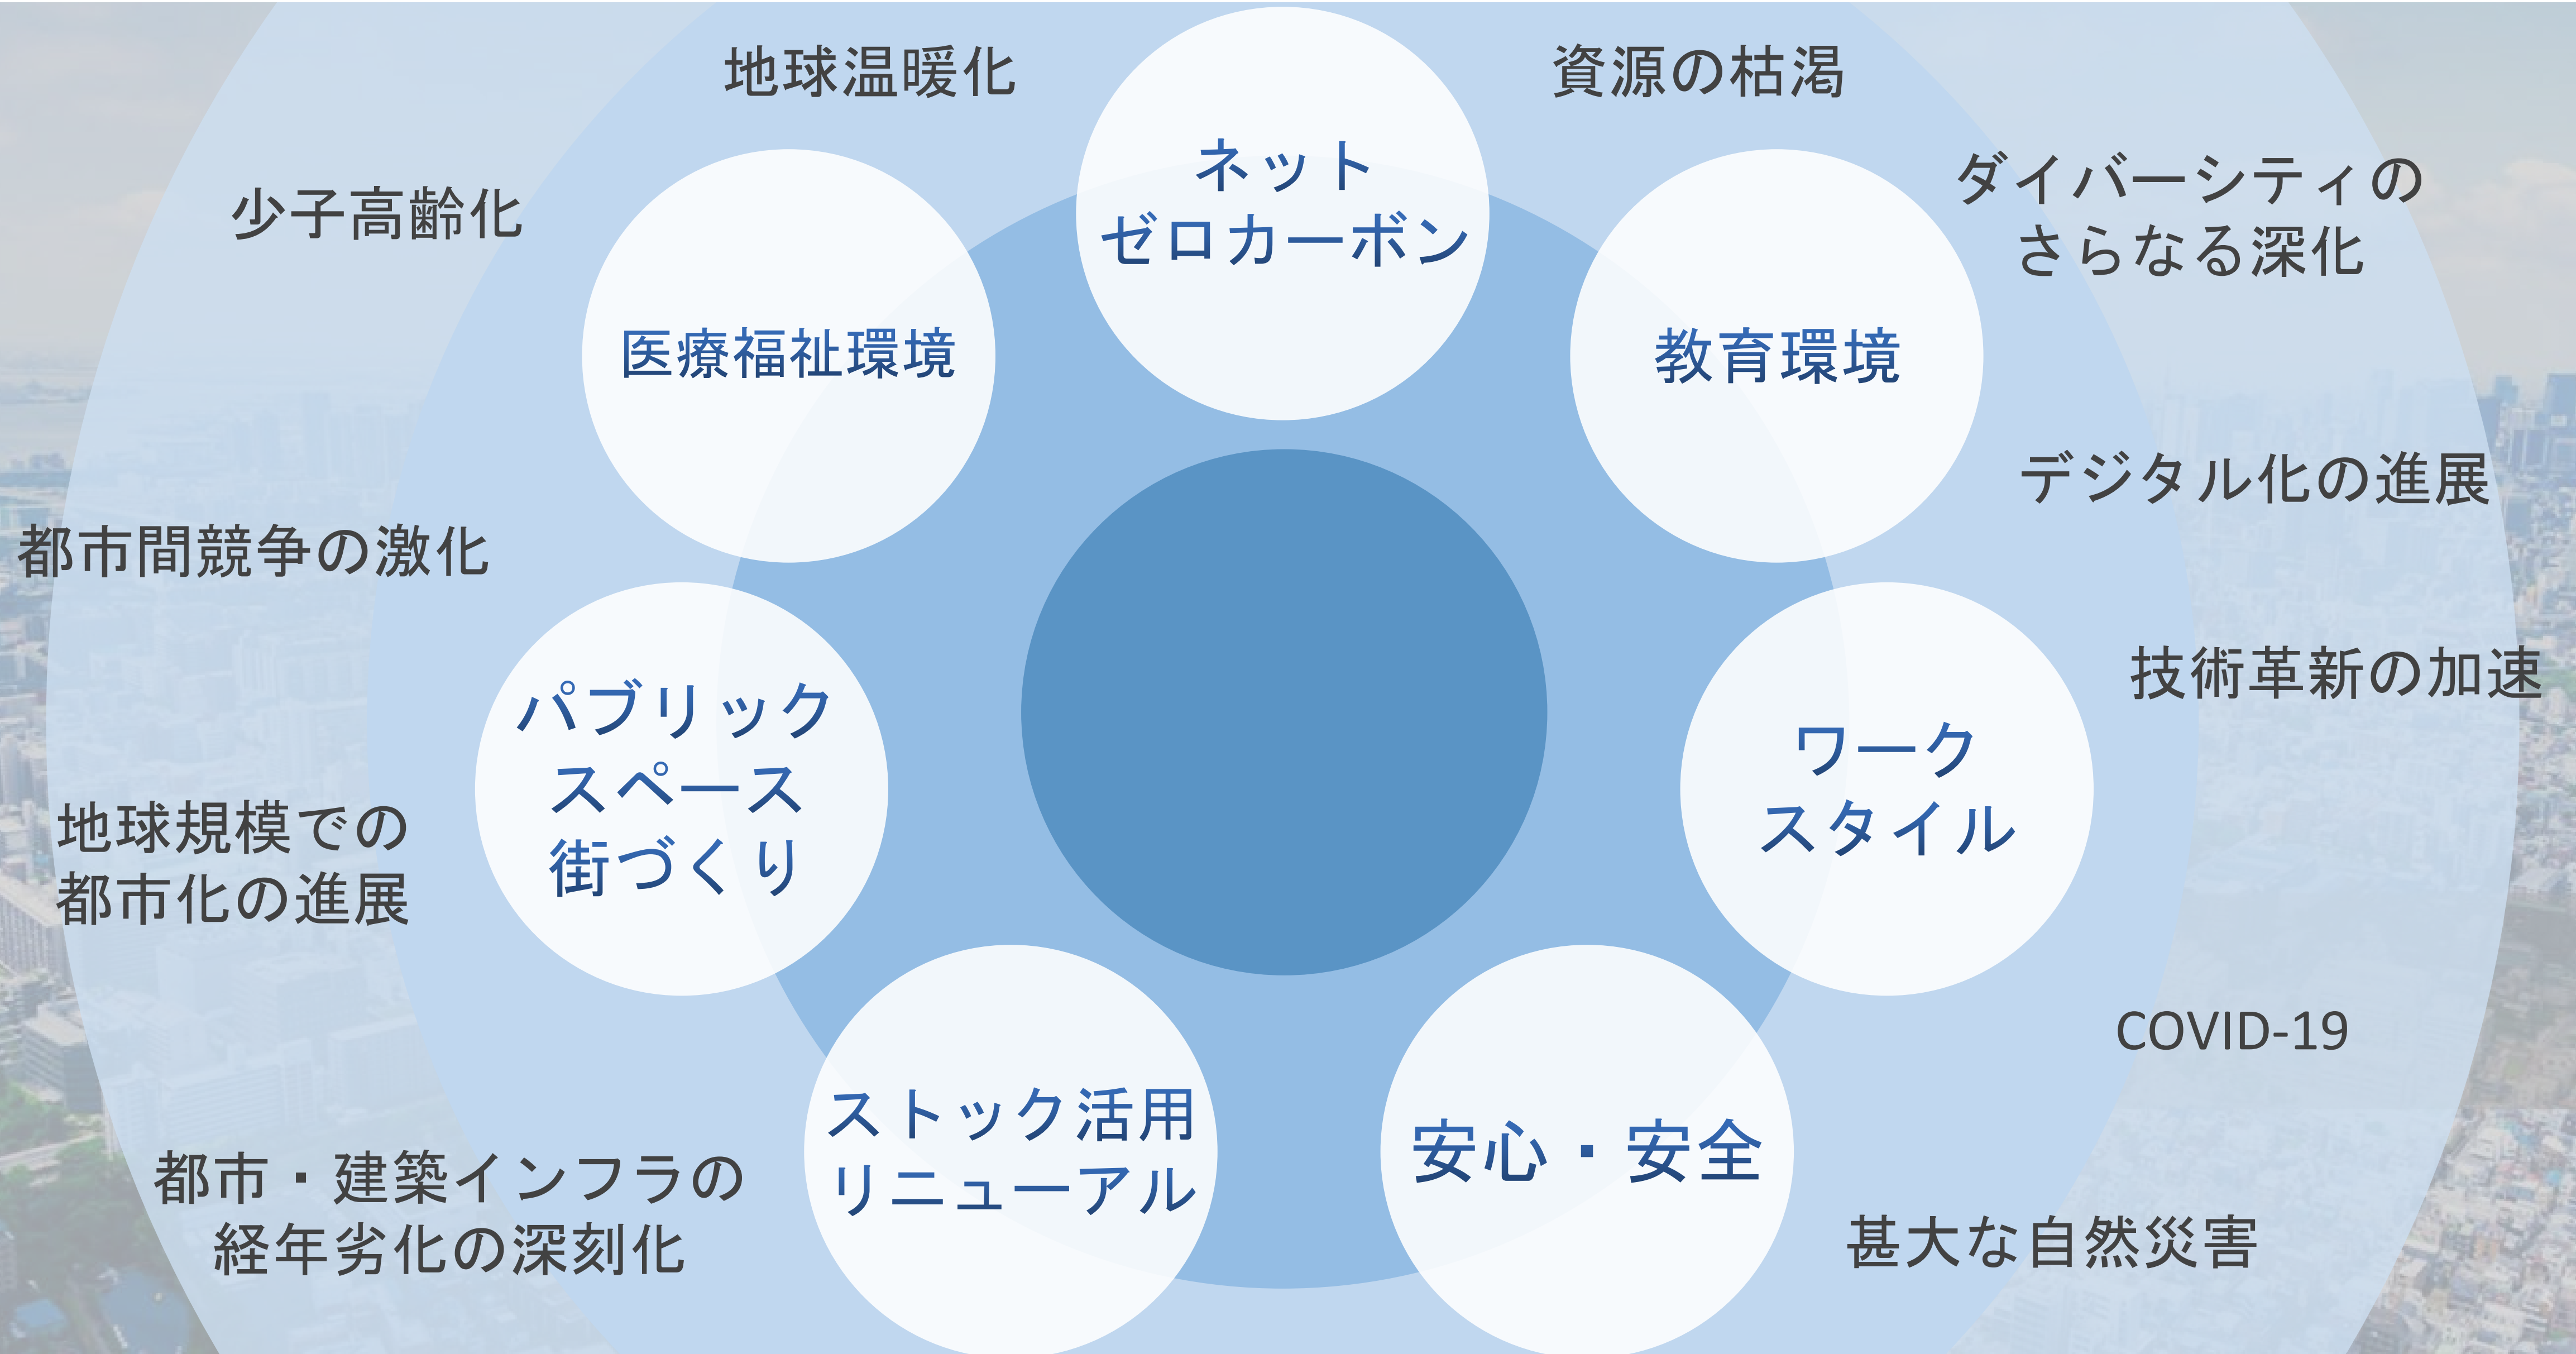 地球温暖化
資源の枯渇
ネット
ゼロカーボン
ダイバーシティの
さらなる深化
少子高齢化
医療福祉環境
教育環境
デジタル化の進展
都市間競争の激化
技術革新の加速
パブリック
スペース
街づくり
ワーク
スタイル
地球規模での
都市化の進展
COVID-19
ストック活用
リニューアル
安心・安全
都市・建築インフラの
経年劣化の深刻化
甚大な自然災害